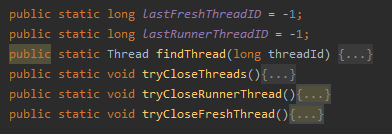 public static long lastFreshThreadID = -1;
public static long lastRunnerThreadID = -1;
public static Thread findThread(long threadId) {...}
public static void tryCloseThreads(){...}
public static void tryCloseRunnerThread(){...}
public static void tryCloseFreshThread(){...}